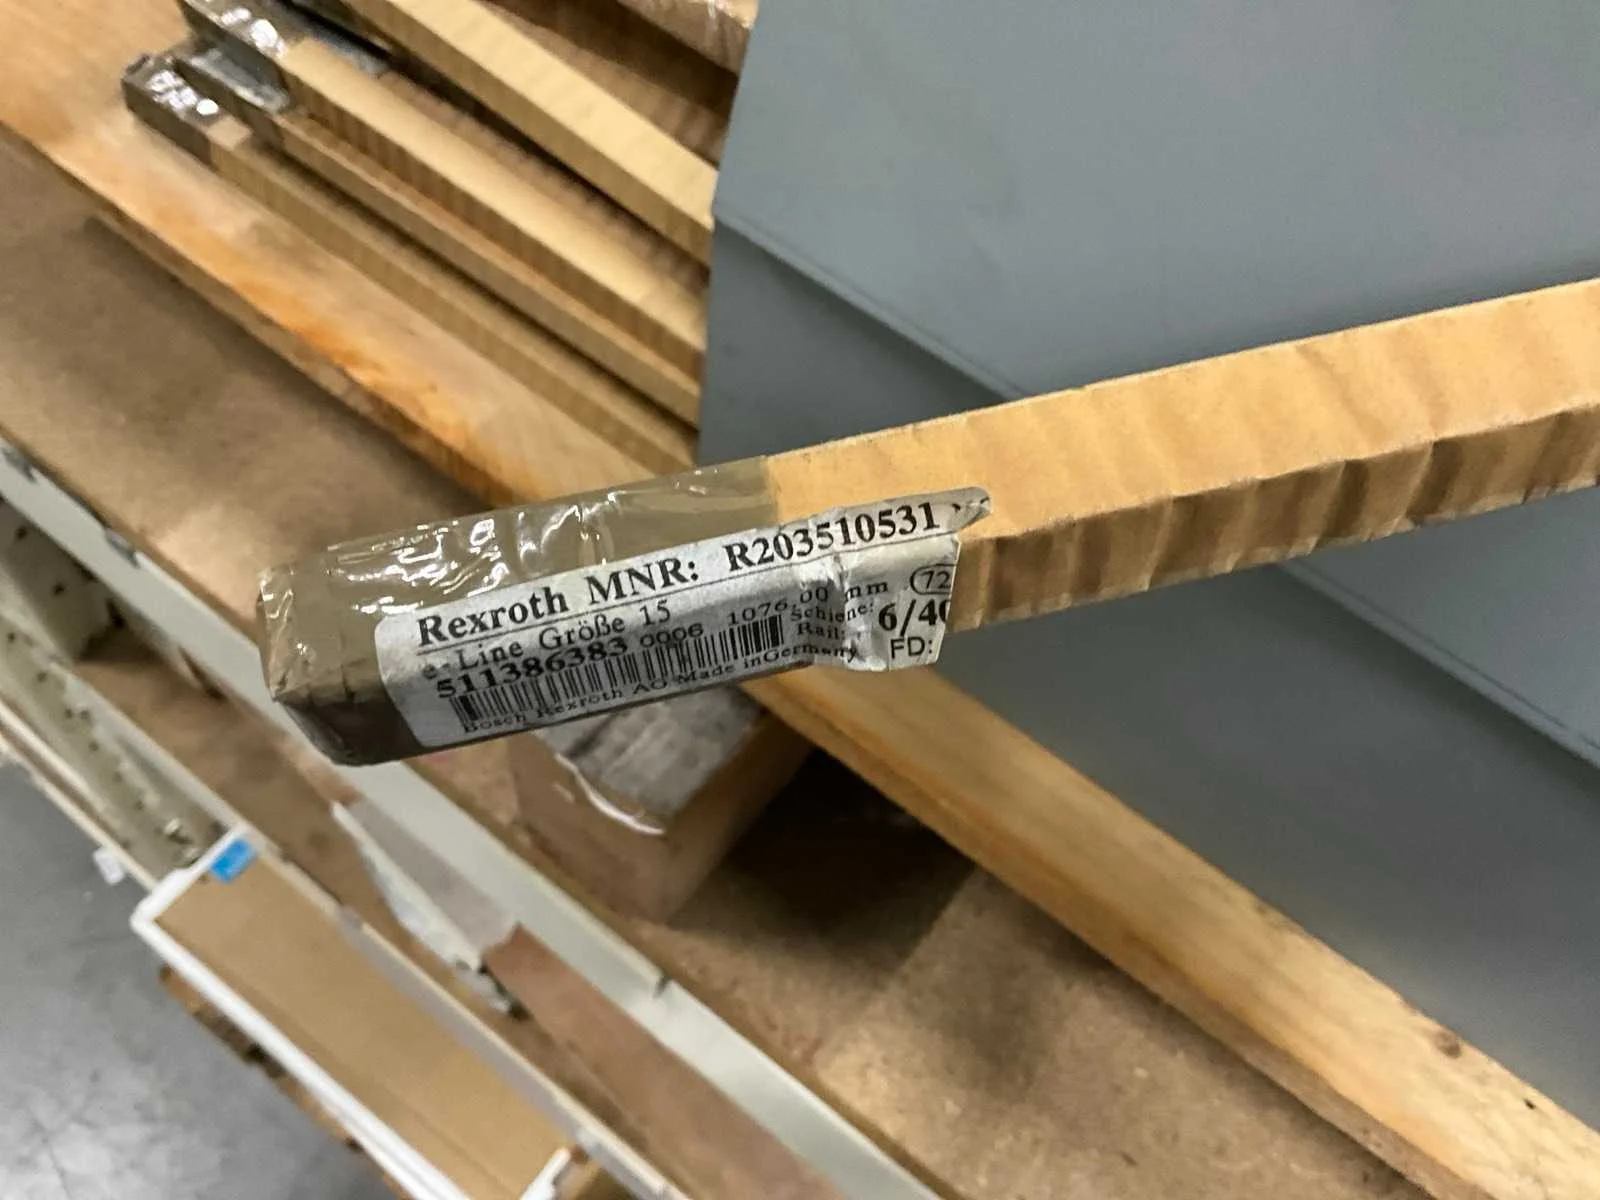 Rexroth MNR: R203510531
e-Line Größe 15
511386383 0006 1076,00 mm
Schiene:
Rail:
6/40
72
FD:
Bosch Rexroth AG Made in Germany